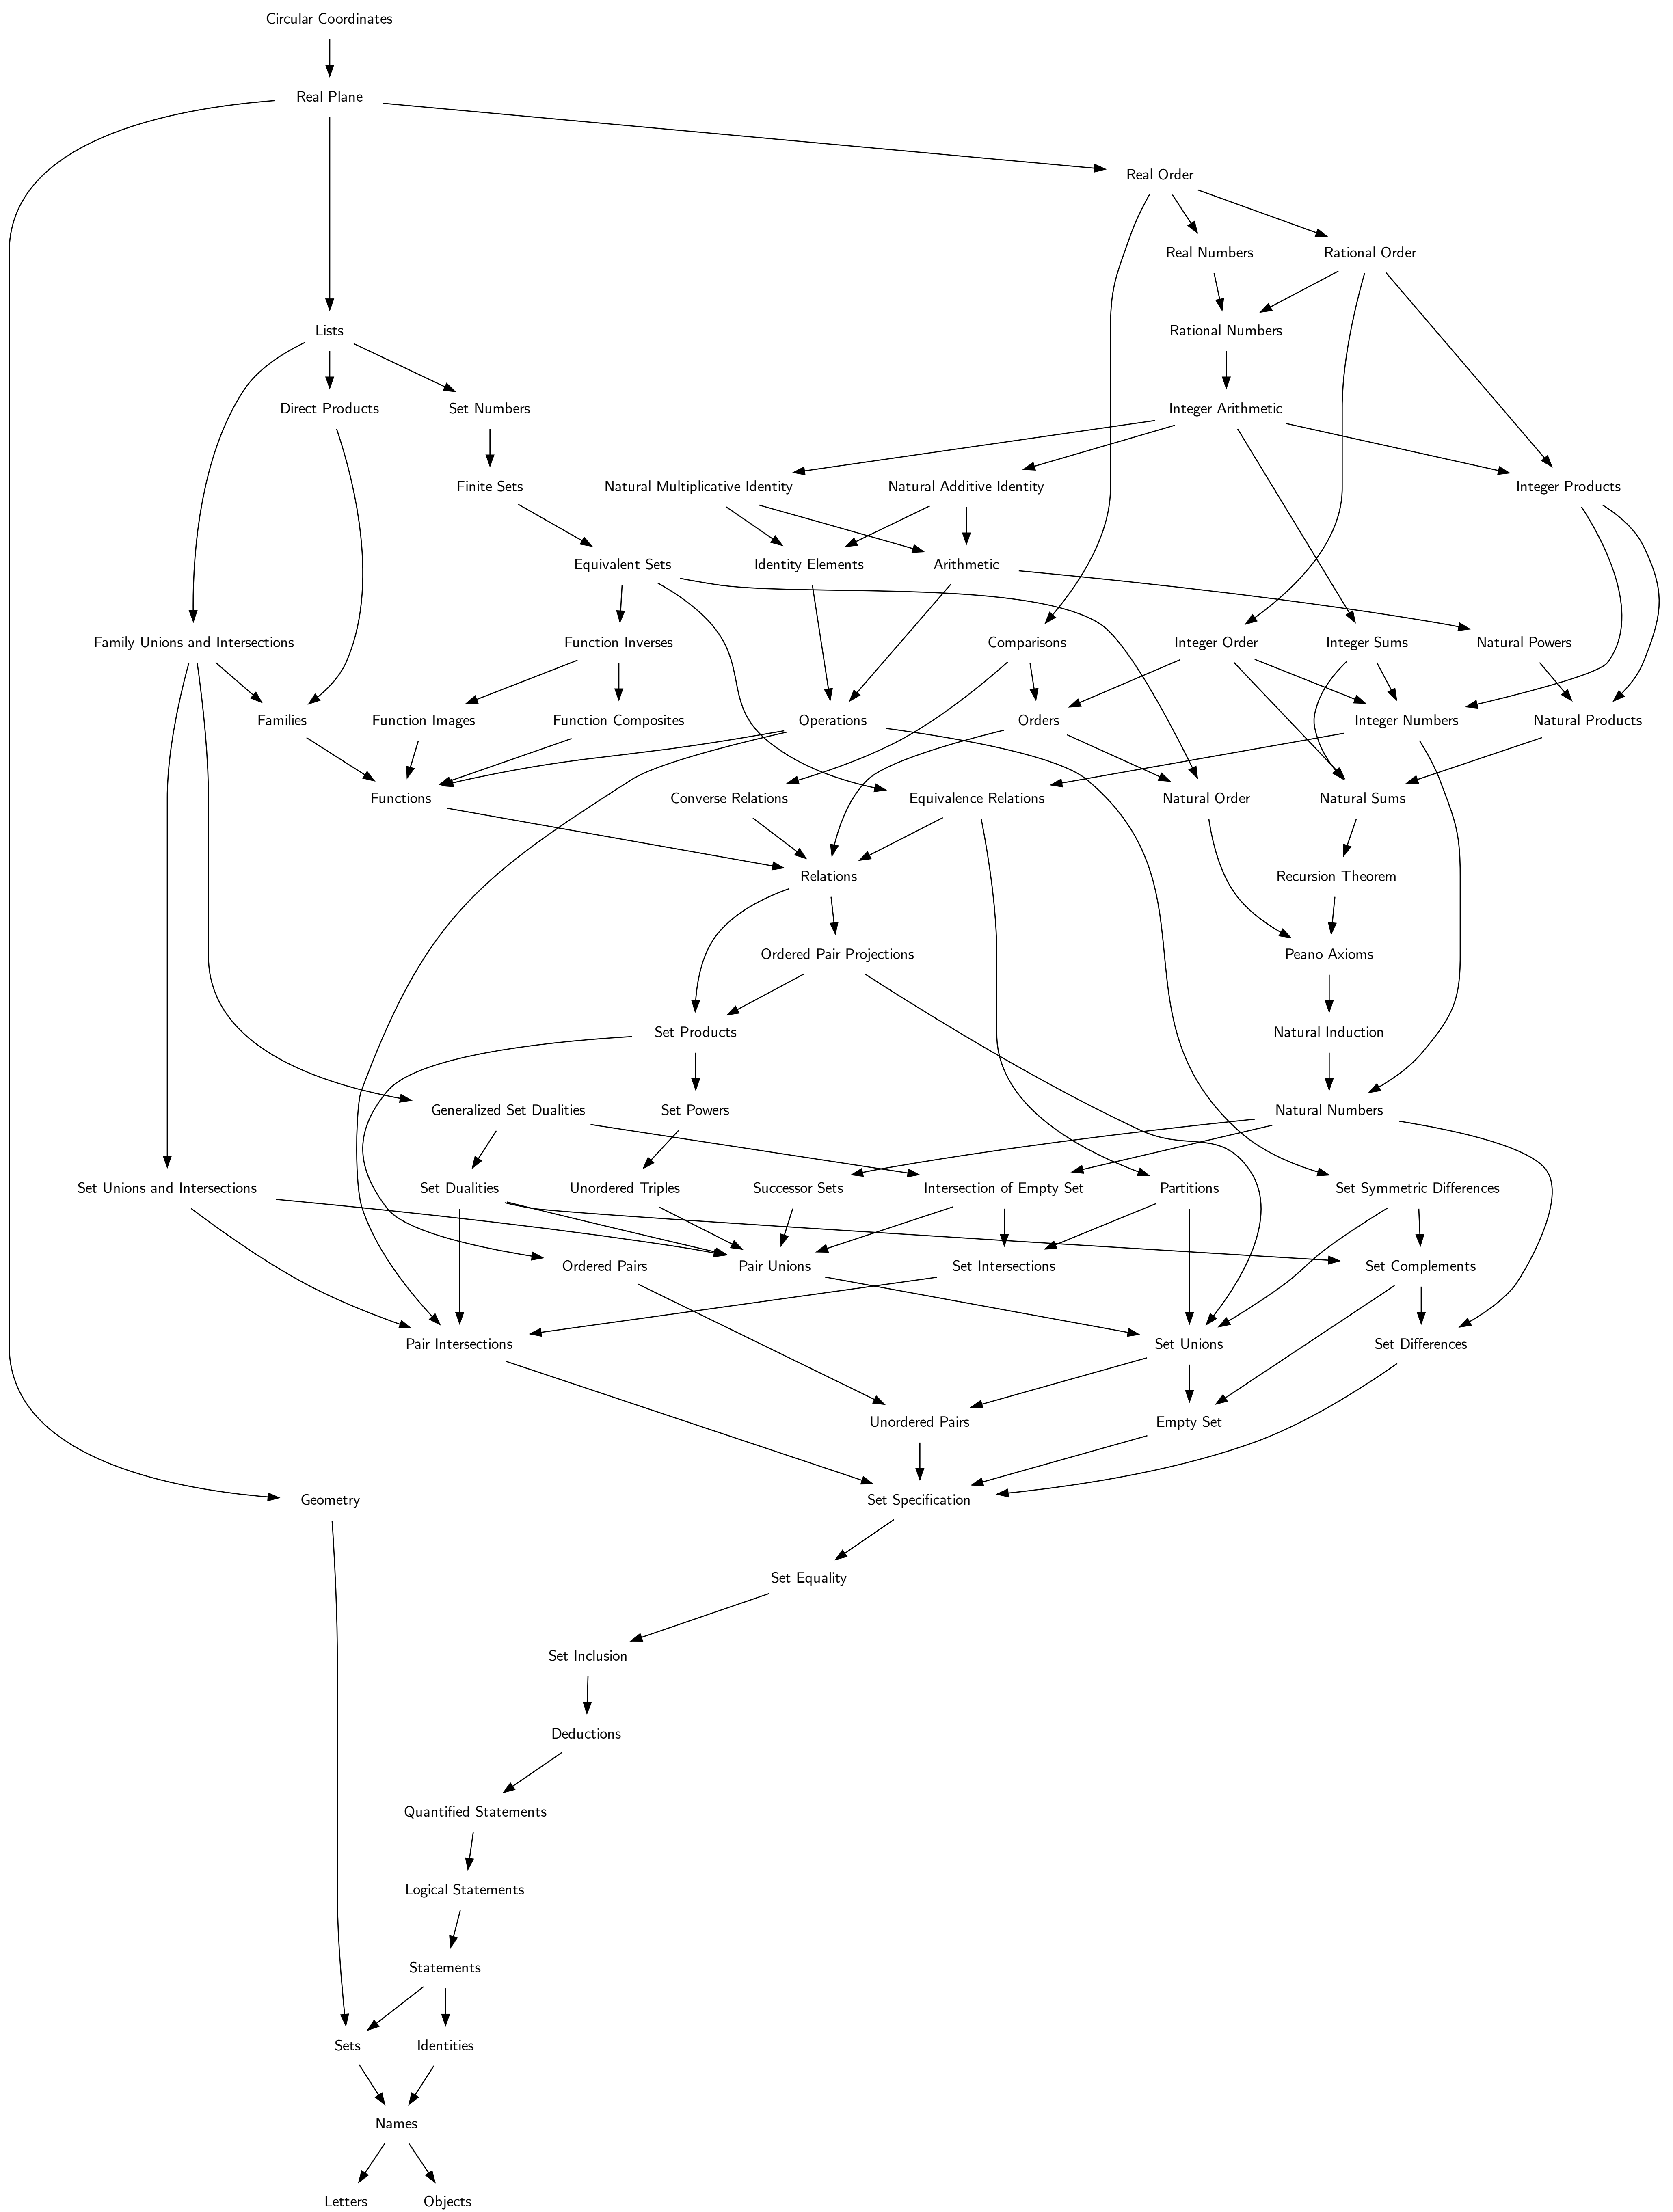 Circular Coordinates
Real Plane
Real Order
Real Numbers
Rational Order
Lists
Rational Numbers
Direct Products
Set Numbers
Integer Arithmetic
Finite Sets
Natural Multiplicative Identity
Natural Additive Identity
Integer Products
Equivalent Sets
Identity Elements
Arithmetic
Family Unions and Intersections
Function Inverses
Comparisons
Integer Order
Integer Sums
Natural Powers
Families
Function Images
Function Composites
Operations
Orders
Integer Numbers
Natural Products
Functions
Converse Relations
Equivalence Relations
Natural Order
Natural Sums
Relations
Recursion Theorem
Ordered Pair Projections
Peano Axioms
Set Products
Natural Induction
Generalized Set Dualities
Set Powers
Natural Numbers
Set Unions and Intersections
Set Dualities
Unordered Triples
Successor Sets
Intersection of Empty Set
Partitions
Set Symmetric Differences
Ordered Pairs
Pair Unions
Set Intersections
Set Complements
Pair Intersections
Set Unions
Set Differences
Unordered Pairs
Empty Set
Geometry
Set Specification
Set Equality
Set Inclusion
Deductions
Quantified Statements
Logical Statements
Statements
Sets
Identities
Names
Letters
Objects